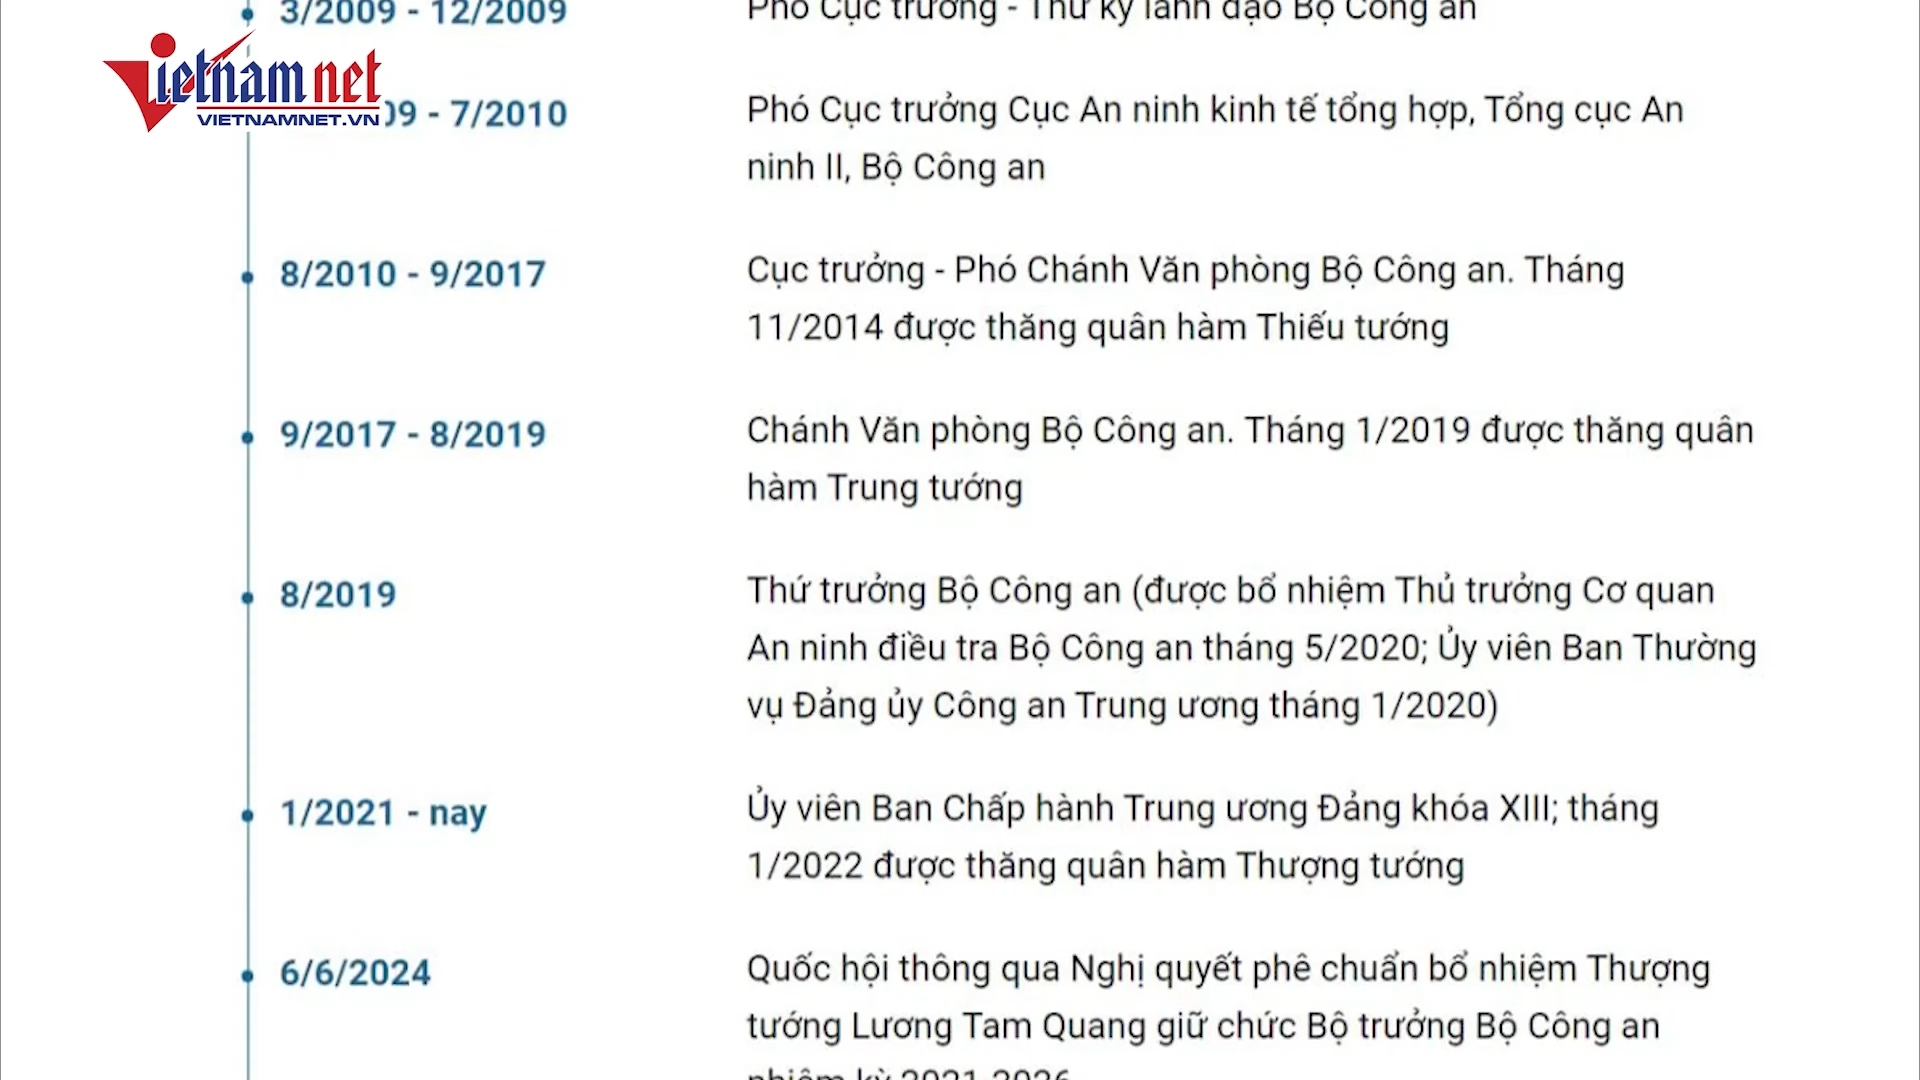 3/2009 - 12/2009
Phó Cục trưởng - Thư ký lãnh đạo Bộ Công an
Vietnamnet
VIETNAMNET.VN
09 - 7/2010
Phó Cục trưởng Cục An ninh kinh tế tổng hợp, Tổng cục An
ninh II, Bộ Công an
8/2010 - 9/2017
Cục trưởng - Phó Chánh Văn phòng Bộ Công an. Tháng
11/2014 được thăng quân hàm Thiếu tướng
9/2017 - 8/2019
Chánh Văn phòng Bộ Công an. Tháng 1/2019 được thăng quân
hàm Trung tướng
8/2019
Thứ trưởng Bộ Công an (được bổ nhiệm Thủ trưởng Cơ quan
An ninh điều tra Bộ Công an tháng 5/2020; Ủy viên Ban Thường
vụ Đảng ủy Công an Trung ương tháng 1/2020)
1/2021 - nay
Ủy viên Ban Chấp hành Trung ương Đảng khóa XIII; tháng
1/2022 được thăng quân hàm Thượng tướng
6/6/2024
Quốc hội thông qua Nghị quyết phê chuẩn bổ nhiệm Thượng
tướng Lương Tam Quang giữ chức Bộ trưởng Bộ Công an
nhiệm kỳ 2021-2026